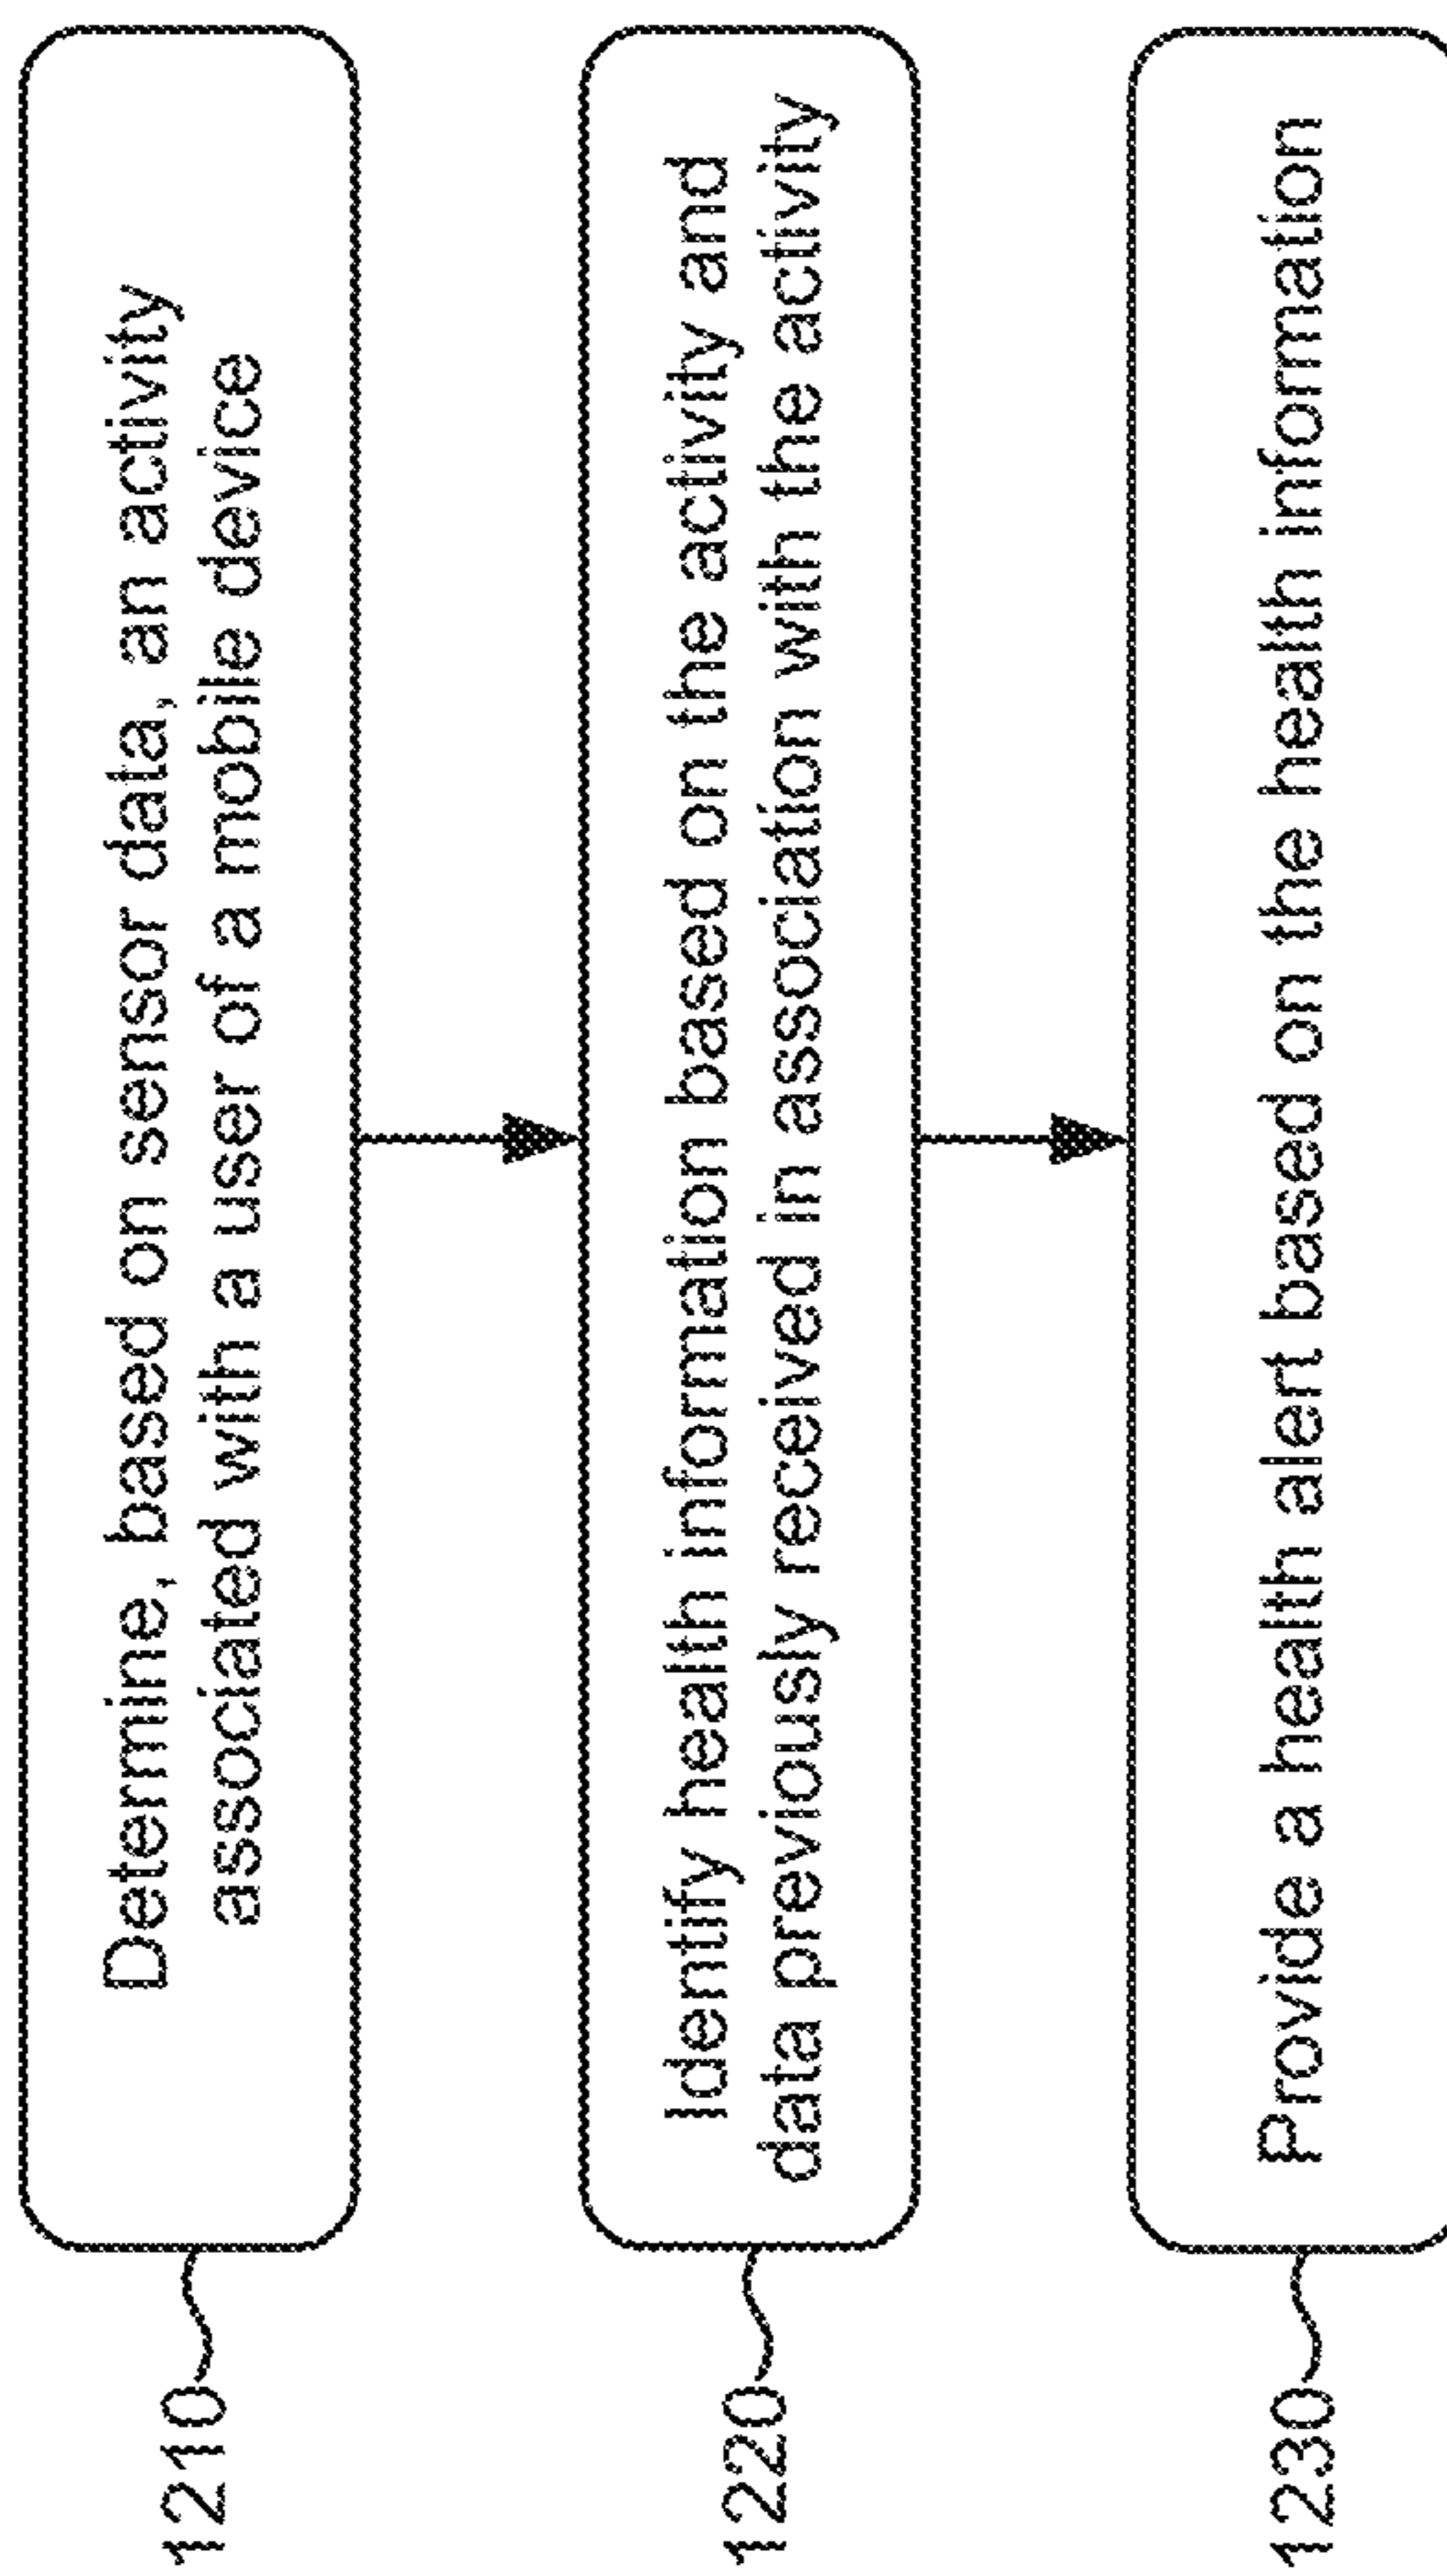 1210
Determine, based on sensor data, an activity
associated with a user of a mobile device
1220
Identify health information based on the activity and
data previously received in association with the activity
1230
Provide a health alert based on the health information